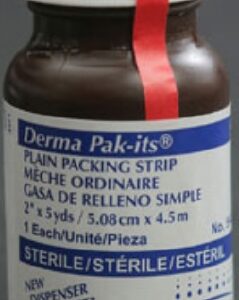 Derma Pak-its®
PLAIN PACKING STRIP
MÈCHE ORDINAIRE
GASA DE RELLENO SIMPLE
2" x 5 yds / 5.08 cm x 4.5 m
1 Each/Unité/Pieza
No.
STERILE/STÉRILE/ESTÉRIL
NEW
DISPENSER